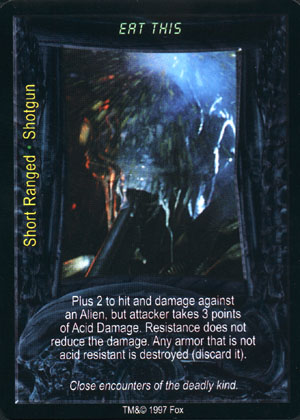 EAT THIS
Short Ranged • Shotgun
Plus 2 to hit and damage against
an Alien, but attacker takes 3 points
of Acid Damage. Resistance does not
reduce the damage. Any armor that is not
acid resistant is destroyed (discard it).
Close encounters of the deadly kind.
TM&© 1997 Fox